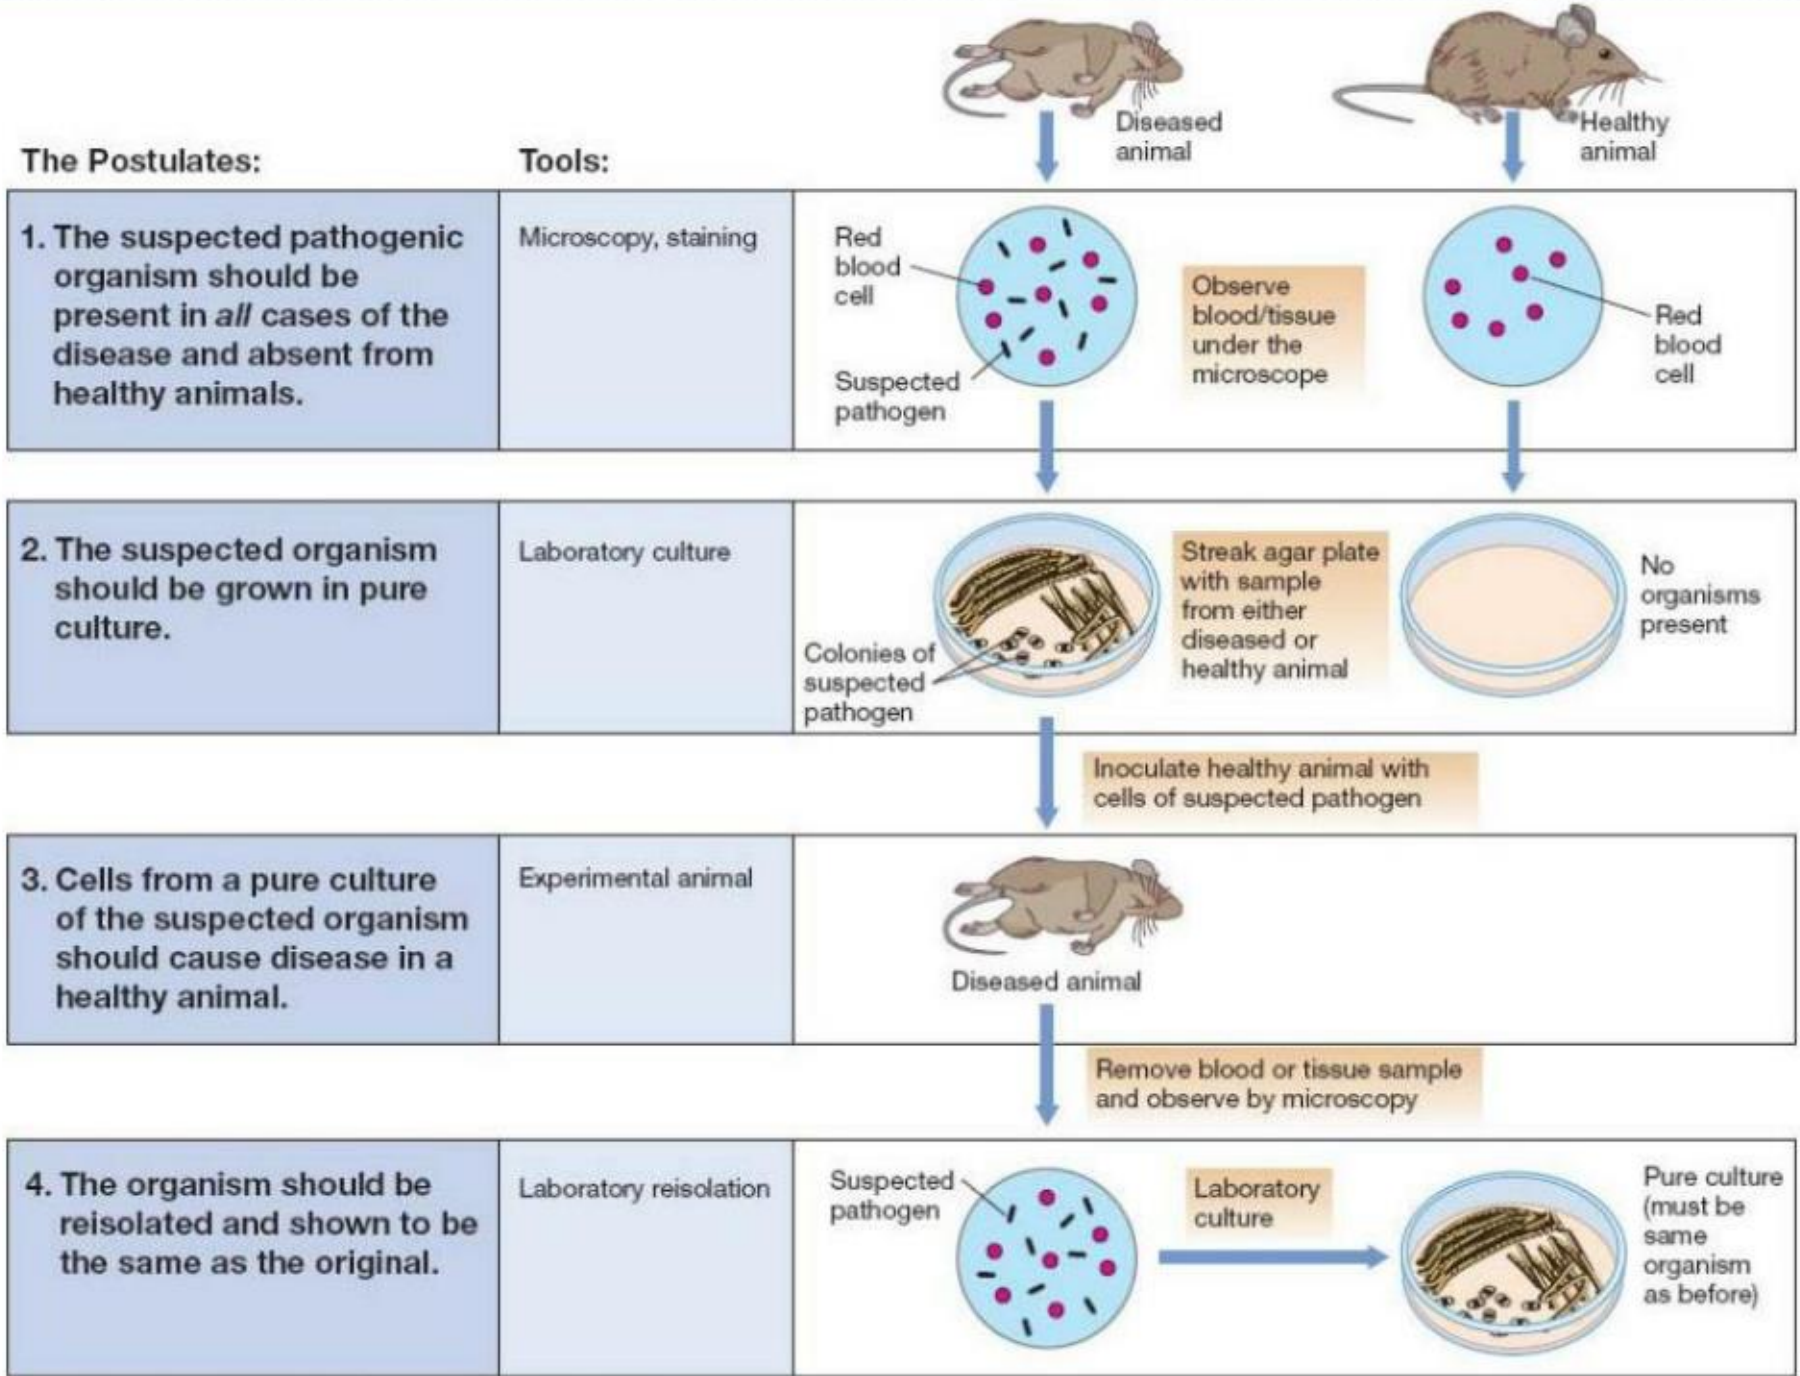 Diseased
animal
Healthy
animal
The Postulates:
Tools:
1. The suspected pathogenic
organism should be
present in all cases of the
disease and absent from
healthy animals.
Microscopy, staining
Red
blood
cell
Suspected
pathogen
Observe
blood/tissue
under the
microscope
Red
blood
cell
2. The suspected organism
should be grown in pure
culture.
Laboratory culture
Colonies of
suspected
pathogen
Streak agar plate
with sample
from either
diseased or
healthy animal
No
organisms
present
Inoculate healthy animal with
cells of suspected pathogen
3. Cells from a pure culture
of the suspected organism
should cause disease in a
healthy animal.
Experimental animal
Diseased animal
Remove blood or tissue sample
and observe by microscopy
4. The organism should be
reisolated and shown to be
the same as the original.
Laboratory reisolation
Suspected
pathogen
Laboratory
culture
Pure culture
(must be
same
organism
as before)